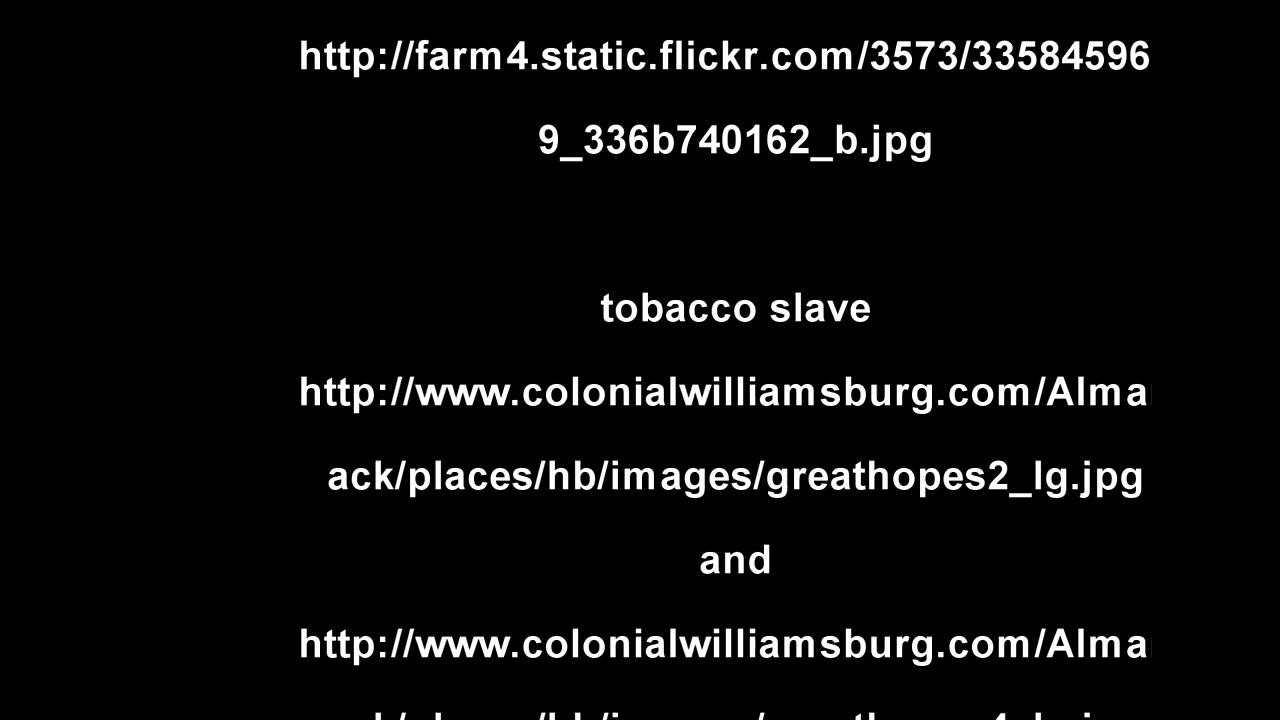 http://farm4.static.flickr.com/3573/33584596
9_336b740162_b.jpg
tobacco slave
http://www.colonialwilliamsburg.com/Alma
ack/places/hb/images/greathopes2_lg.jpg
and
http://www.colonialwilliamsburg.com/Alma